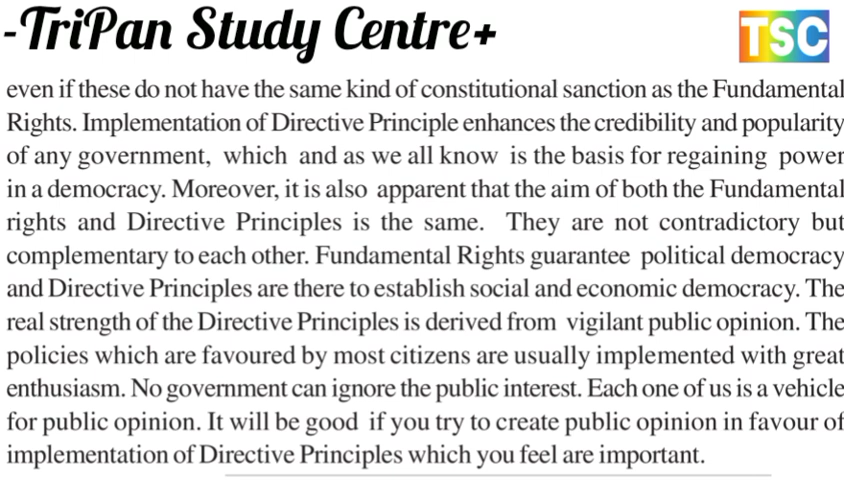 -TriPan Study Centre+
TSC
even if these do not have the same kind of constitutional sanction as the Fundamental
Rights. Implementation of Directive Principle enhances the credibility and popularity
of any government, which and as we all know is the basis for regaining power
in a democracy. Moreover, it is also apparent that the aim of both the Fundamental
rights and Directive Principles is the same. They are not contradictory but
complementary to each other. Fundamental Rights guarantee political democracy
and Directive Principles are there to establish social and economic democracy. The
real strength of the Directive Principles is derived from vigilant public opinion. The
policies which are favoured by most citizens are usually implemented with great
enthusiasm. No government can ignore the public interest. Each one of us is a vehicle
for public opinion. It will be good if you try to create public opinion in favour of
implementation of Directive Principles which you feel are important.